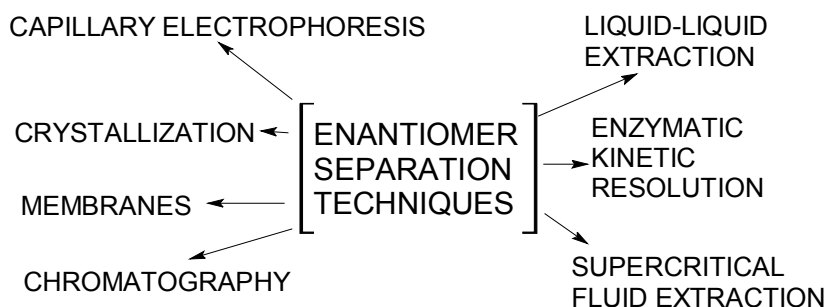 CAPILLARY ELECTROPHORESIS
CRYSTALLIZATION
MEMBRANES
CHROMATOGRAPHY
ENANTIOMER
SEPARATION
TECHNIQUES
LIQUID-LIQUID
EXTRACTION
ENZYMATIC
KINETIC
RESOLUTION
SUPERCRITICAL
FLUID EXTRACTION